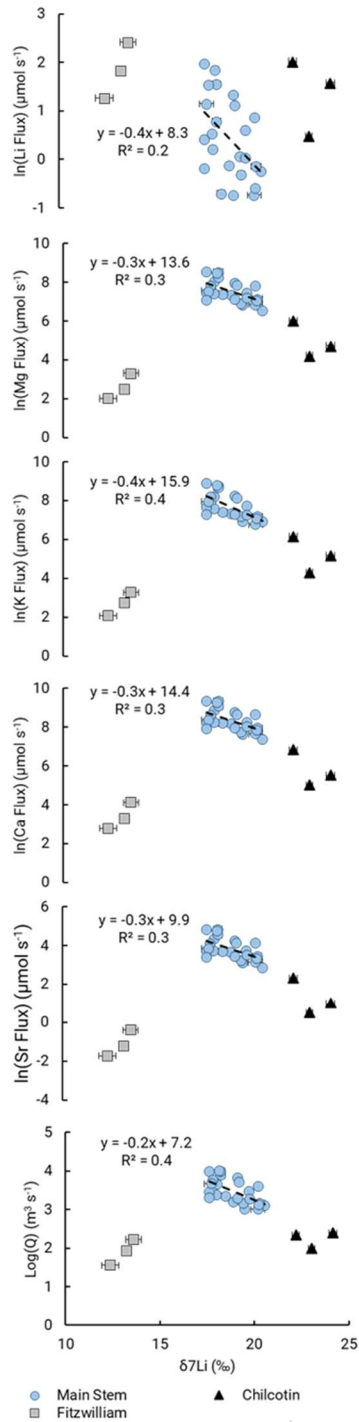 ln(Li Flux) (µmol s⁻¹)
3
2
1
0
-1
y = -0.4x + 8.3
R² = 0.2
ln(Mg Flux) (µmol s⁻¹)
10
8
6
4
2
0
y = -0.3x + 13.6
R² = 0.3
ln(K Flux) (µmol s⁻¹)
10
8
6
4
2
0
y = -0.4x + 15.9
R² = 0.4
ln(Ca Flux) (µmol s⁻¹)
10
8
6
4
2
0
y = -0.3x + 14.4
R² = 0.3
ln(Sr Flux) (µmol s⁻¹)
6
4
2
0
-2
-4
y = -0.3x + 9.9
R² = 0.3
Log(Q) (m³ s⁻¹)
5
4
3
2
1
0
y = -0.2x + 7.2
R² = 0.4
10 15 20 25
δ7Li (‰)
Main Stem Chilcotin
Fitzwilliam